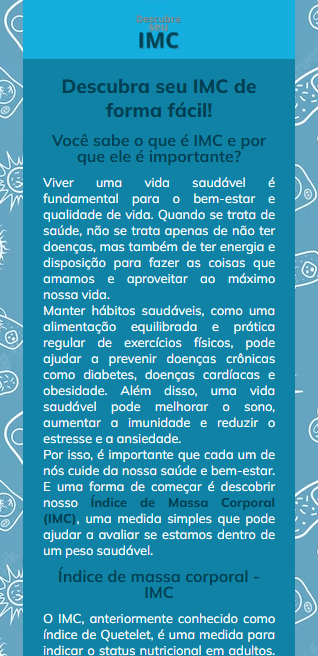 Descubra
seu
IMC
Descubra seu IMC de
forma fácil!
Você sabe o que é IMC e por
que ele é importante?
Viver uma vida saudável é
fundamental para o bem-estar e
qualidade de vida. Quando se trata de
saúde, não se trata apenas de não ter
doenças, mas também de ter energia e
disposição para fazer as coisas que
amamos e aproveitar ao máximo
nossa vida.
Manter hábitos saudáveis, como uma
alimentação equilibrada e prática
regular de exercícios físicos, pode
ajudar a prevenir doenças crônicas
como diabetes, doenças cardíacas e
obesidade. Além disso, uma vida
saudável pode melhorar o sono,
aumentar a imunidade e reduzir o
estresse e a ansiedade.
Por isso, é importante que cada um de
nós cuide da nossa saúde e bem-estar.
E uma forma de começar é descobrir
nosso Índice de Massa Corporal
(IMC), uma medida simples que pode
ajudar a avaliar se estamos dentro de
um peso saudável.
Índice de massa corporal -
IMC
O IMC, anteriormente conhecido como
índice de Quetelet, é uma medida para
indicar o status nutricional em adultos.